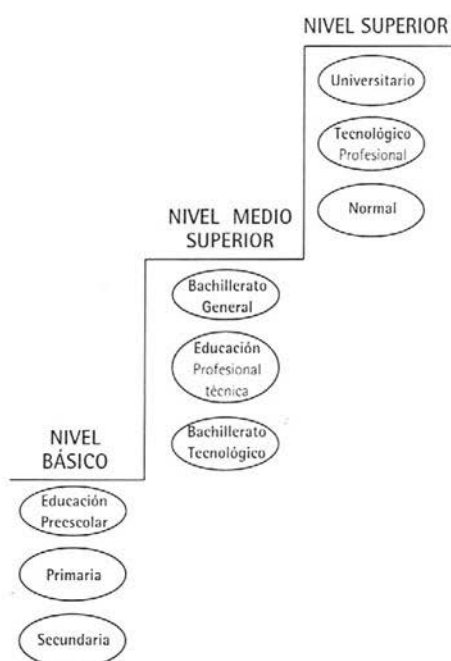 NIVEL SUPERIOR
Universitario
Tecnológico
Profesional
Normal
NIVEL MEDIO
SUPERIOR
Bachillerato
General
Educación
Profesional
técnica
Bachillerato
Tecnológico
NIVEL
BÁSICO
Educación
Preescolar
Primaria
Secundaria